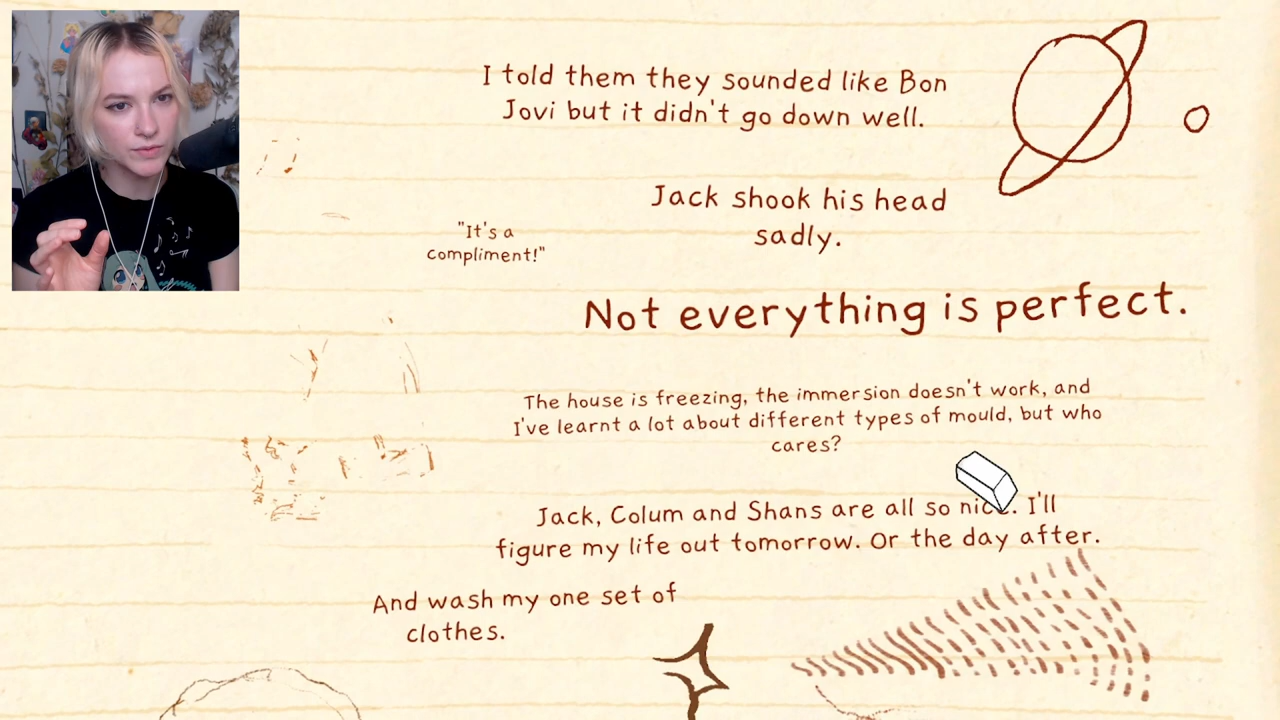 I told them they sounded like Bon
Jovi but it didn't go down well.
Jack shook his head
sadly.
"It's a
compliment!"
Not everything is perfect.
The house is freezing, the immersion doesn't work, and
I've learnt a lot about different types of mould, but who
cares?
Jack, Colum and Shans are all so nice. I'll
figure my life out tomorrow. Or the day after.
And wash my one set of
clothes.